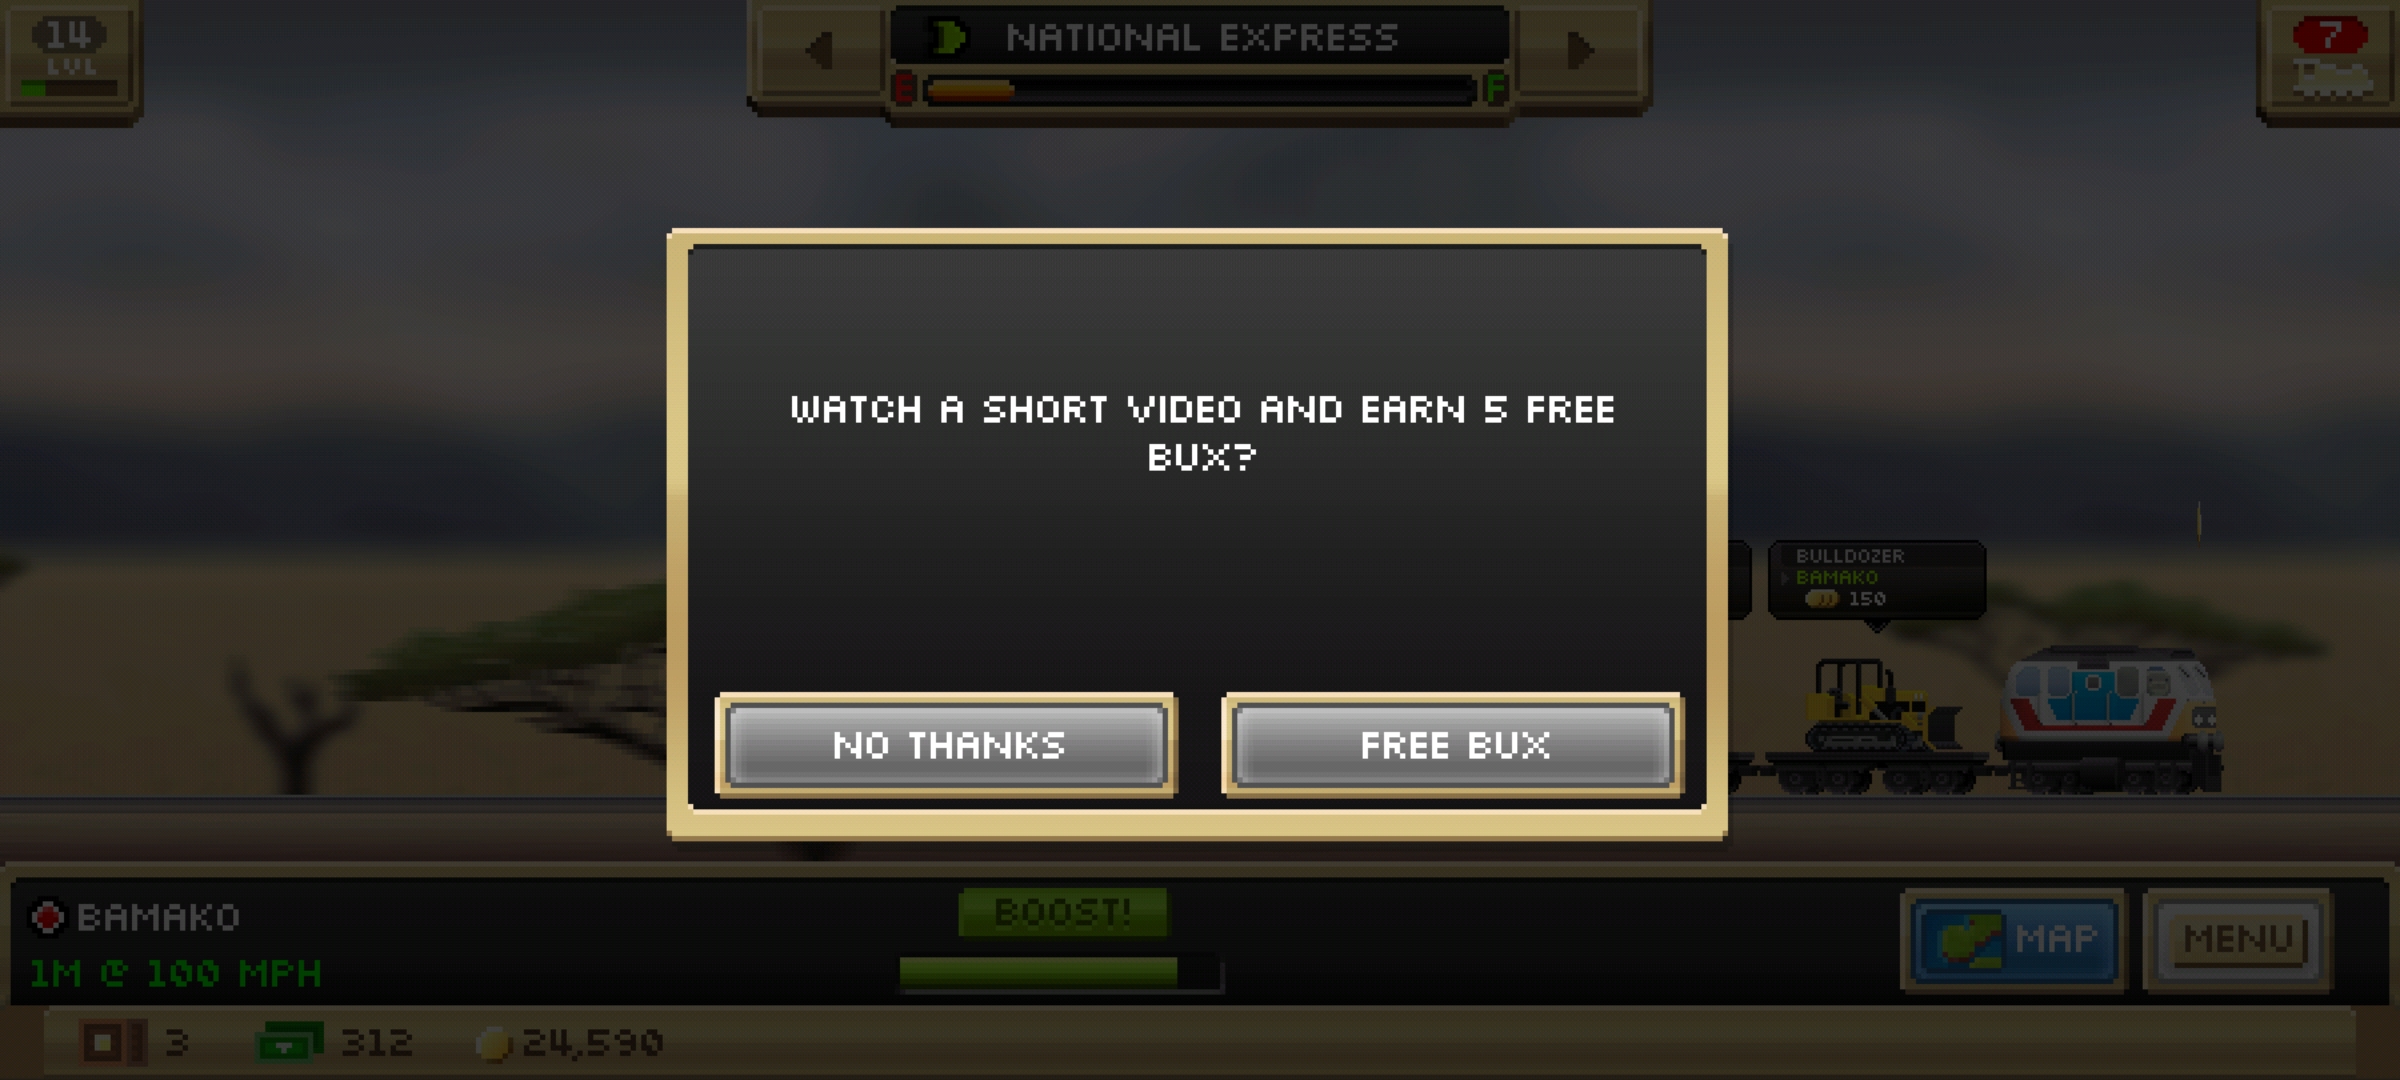 14
LVL
NATIONAL EXPRESS
E
F
7
WATCH A SHORT VIDEO AND EARN 5 FREE
BUX?
NO THANKS
FREE BUX
BULLDOZER
BAMAKO
150
BAMAKO
1M @ 100 MPH
BOOST!
MAP
MENU
3
312
24,590